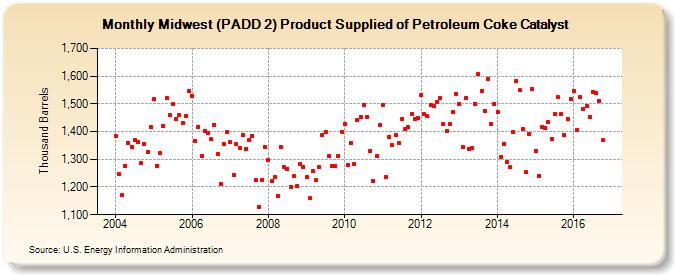 Monthly Midwest (PADD 2) Product Supplied of Petroleum Coke Catalyst
Thousand Barrels
1,700
1,600
1,500
1,400
1,300
1,200
1,100
2004 2006 2008 2010 2012 2014 2016
Source: U.S. Energy Information Administration